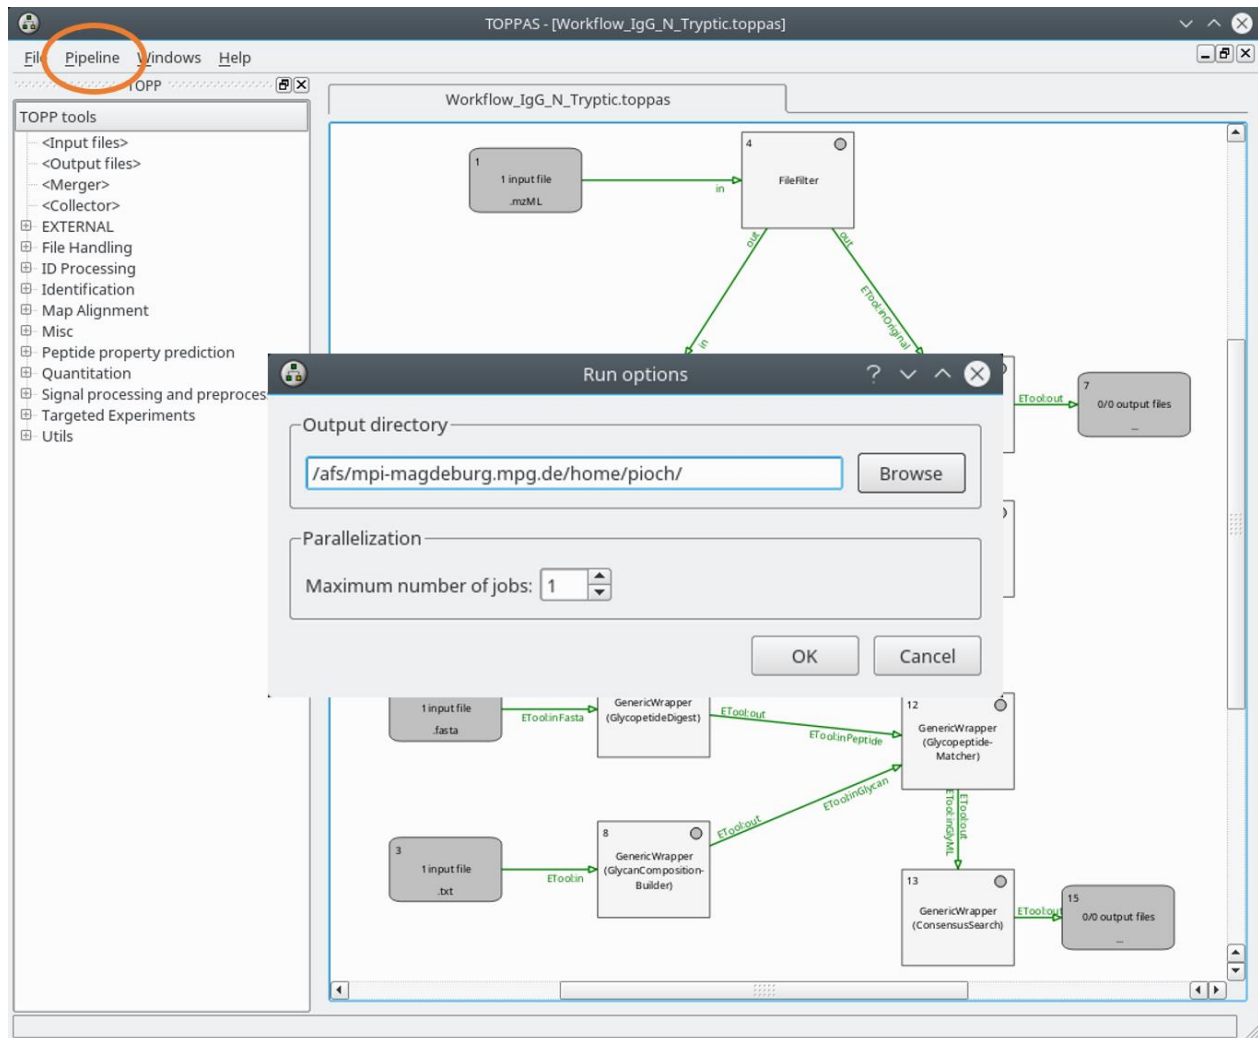 TOPPAS - [Workflow_IgG_N_Tryptic.toppas]
File Pipeline Windows Help
TOPP
TOPP tools
<Input files>
<Output files>
<Merger>
<Collector>
EXTERNAL
File Handling
ID Processing
Identification
Map Alignment
Misc
Peptide property prediction
Quantitation
Signal processing and preproces
Targeted Experiments
Utils
Workflow_IgG_N_Tryptic.toppas
1
1 input file
.mzML
in
4
FileFilter
out
out
in
ETool:inOriginal
ETool:out
7
0/0 output files
...
Run options
?
Output directory
/afs/mpi-magdeburg.mpg.de/home/pioch/
Browse
Parallelization
Maximum number of jobs: 1
OK
Cancel
1 input file
.fasta
ETool:inFasta
GenericWrapper
(GlycopetideDigest)
ETool:out
ETool:inPeptide
12
GenericWrapper
(Glycopeptide-
Matcher)
3
1 input file
.txt
ETool:in
8
GenericWrapper
(GlycanComposition-
Builder)
ETool:out
ETool:inGlycan
ETool:out
ETool:inGlyML
13
GenericWrapper
(ConsensusSearch)
ETool:out
15
0/0 output files
...